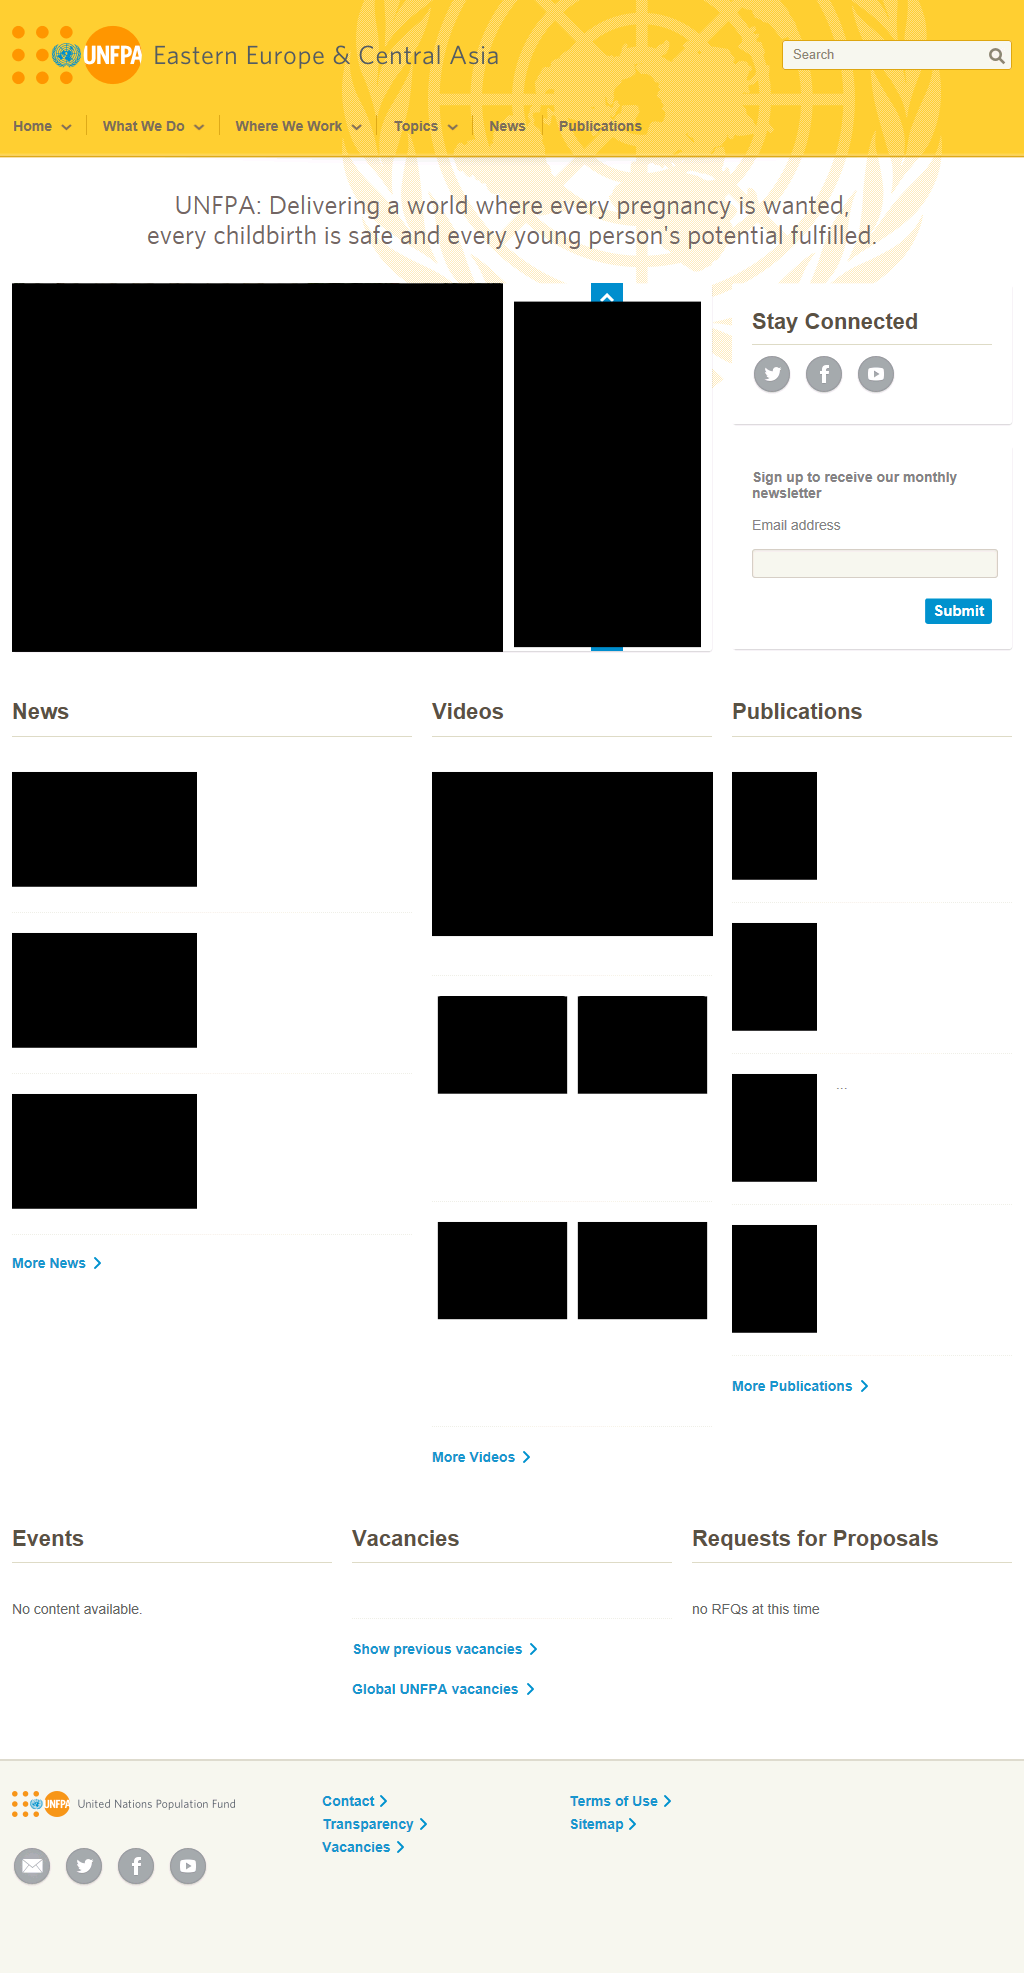 UNFPA
Eastern Europe & Central Asia
Search
Home
What We Do
Where We Work
Topics
News
Publications
UNFPA: Delivering a world where every pregnancy is wanted,
every childbirth is safe and every young person's potential fulfilled.
Stay Connected
Sign up to receive our monthly
newsletter
Email address
Submit
News
More News
Videos
More Videos
Publications
...
More Publications
Events
No content available.
Vacancies
Show previous vacancies
Global UNFPA vacancies
Requests for Proposals
no RFQs at this time
UNFPA
United Nations Population Fund
Contact
Transparency
Vacancies
Terms of Use
Sitemap